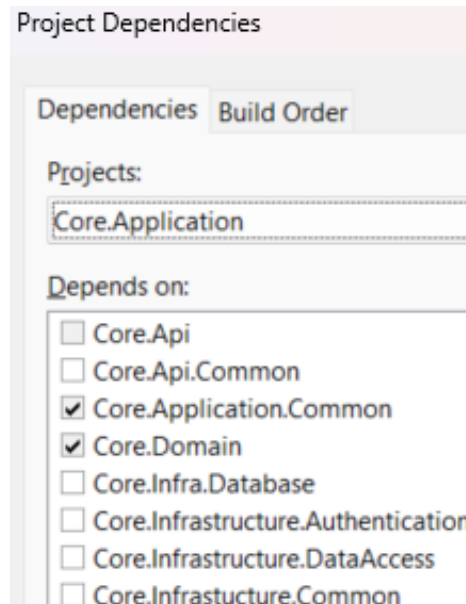 Project Dependencies
Dependencies
Build Order
Projects:
Core.Application
Depends on:
Core.Api
Core.Api.Common
Core.Application.Common
Core.Domain
Core.Infra.Database
Core.Infrastructure.Authentication
Core.Infrastructure.DataAccess
Core.Infrastucture.Common